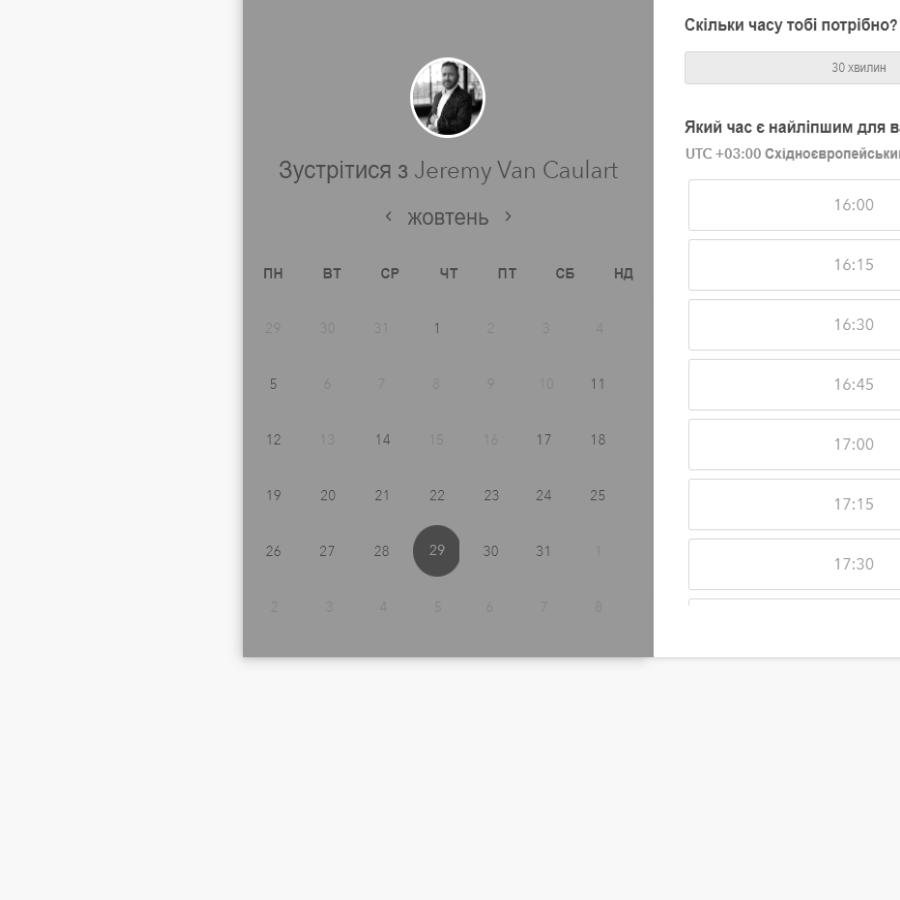 Зустрітися з Jeremy Van Caulart
‹ жовтень ›
ПН ВТ СР ЧТ ПТ СБ НД
29 30 31 1 2 3 4
5 6 7 8 9 10 11
12 13 14 15 16 17 18
19 20 21 22 23 24 25
26 27 28 29 30 31 1
2 3 4 5 6 7 8
Скільки часу тобі потрібно?
30 хвилин
Який час є найліпшим для
UTC +03:00
16:00
16:15
16:30
16:45
17:00
17:15
17:30